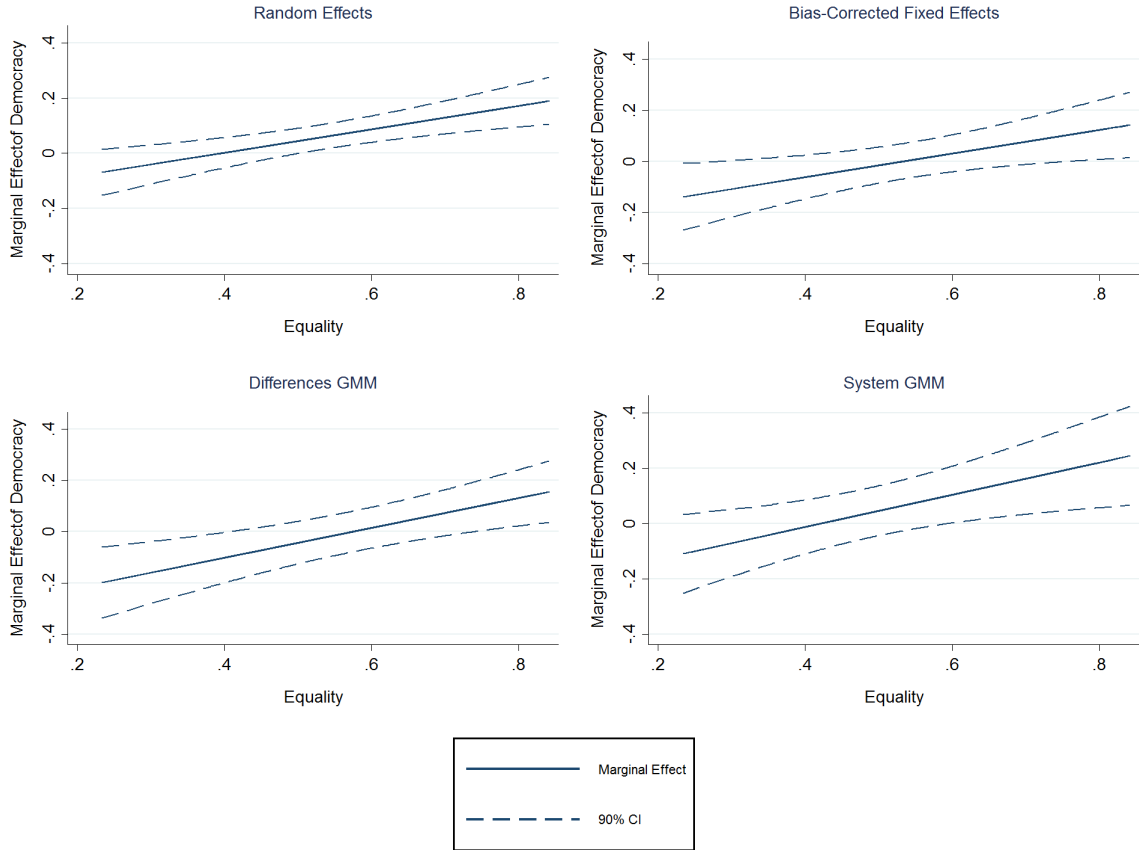 Random Effects
Marginal Effectof Democracy
.4
.2
0
-.2
-.4
.2
.4
.6
.8
Equality
Bias-Corrected Fixed Effects
Marginal Effectof Democracy
.4
.2
0
-.2
-.4
.2
.4
.6
.8
Equality
Differences GMM
Marginal Effectof Democracy
.4
.2
0
-.2
-.4
.2
.4
.6
.8
Equality
System GMM
Marginal Effectof Democracy
.4
.2
0
-.2
-.4
.2
.4
.6
.8
Equality
Marginal Effect
90% CI